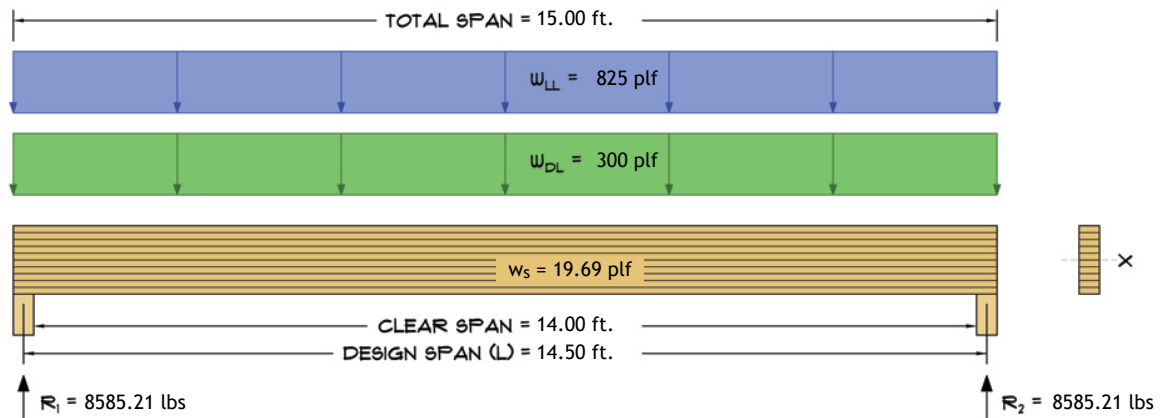 TOTAL SPAN = 15.00 ft.
wLL = 825 plf
wDL = 300 plf
ws = 19.69 plf
X
CLEAR SPAN = 14.00 ft.
DESIGN SPAN (L) = 14.50 ft.
R1 = 8585.21 lbs
R2 = 8585.21 lbs